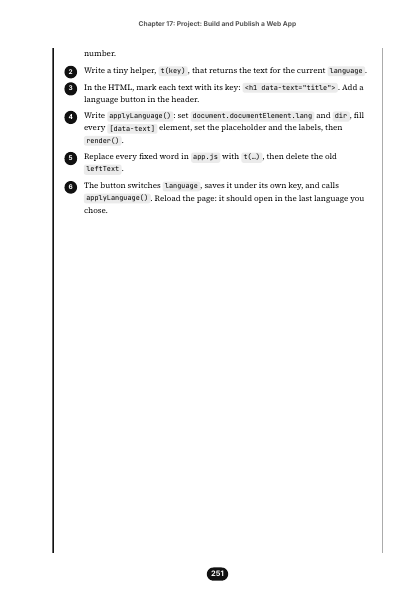 Chapter 17: Project: Build and Publish a Web App
number.
2 Write a tiny helper, t(key), that returns the text for the current language.
3 In the HTML, mark each text with its key: <h1 data-text="title">. Add a
language button in the header.
4 Write applyLanguage(): set document.documentElement.lang and dir, fill
every [data-text] element, set the placeholder and the labels, then
render().
5 Replace every fixed word in app.js with t(…), then delete the old
leftText.
6 The button switches language, saves it under its own key, and calls
applyLanguage(). Reload the page: it should open in the last language you
chose.
251